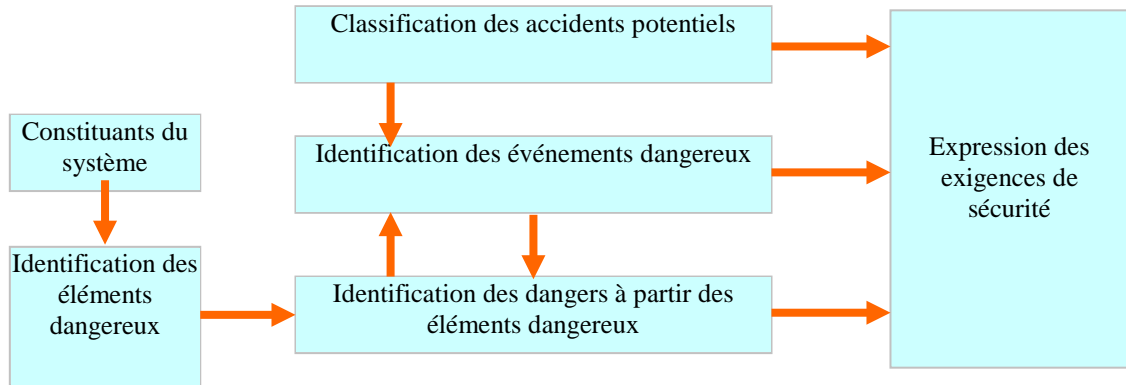 Classification des accidents potentiels
Constituants du
système
Identification des événements dangereux
Expression des
exigences de
sécurité
Identification des
éléments
dangereux
Identification des dangers à partir des
éléments dangereux